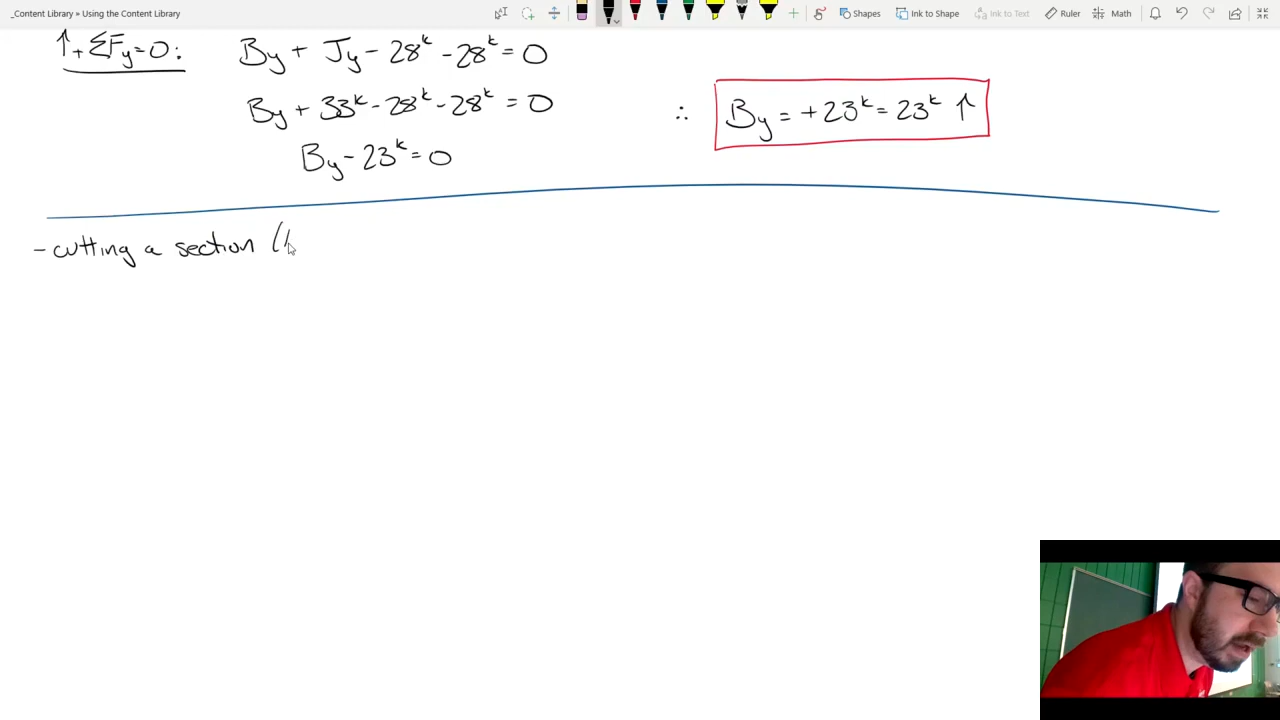 _Content Library » Using the Content Library
Shapes Ink to Shape Ink to Text Ruler Math
↑+ ΣFy=0: By + Jy - 28ᵏ - 28ᵏ = 0
By + 33ᵏ - 28ᵏ - 28ᵏ = 0 ∴ By = +23ᵏ = 23ᵏ ↑
By - 23ᵏ = 0
- cutting a section (